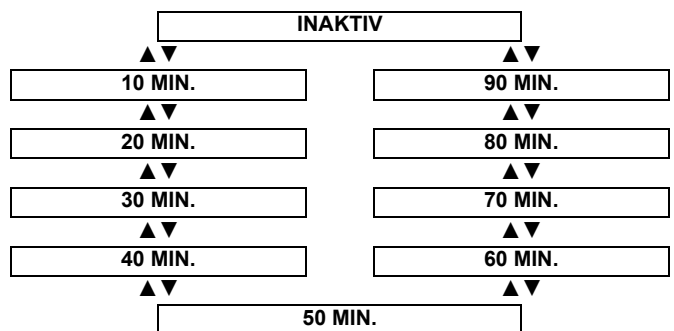 INAKTIV
▲▼ ▲▼
10 MIN. 90 MIN.
▲▼ ▲▼
20 MIN. 80 MIN.
▲▼ ▲▼
30 MIN. 70 MIN.
▲▼ ▲▼
40 MIN. 60 MIN.
▲▼ ▲▼
50 MIN.